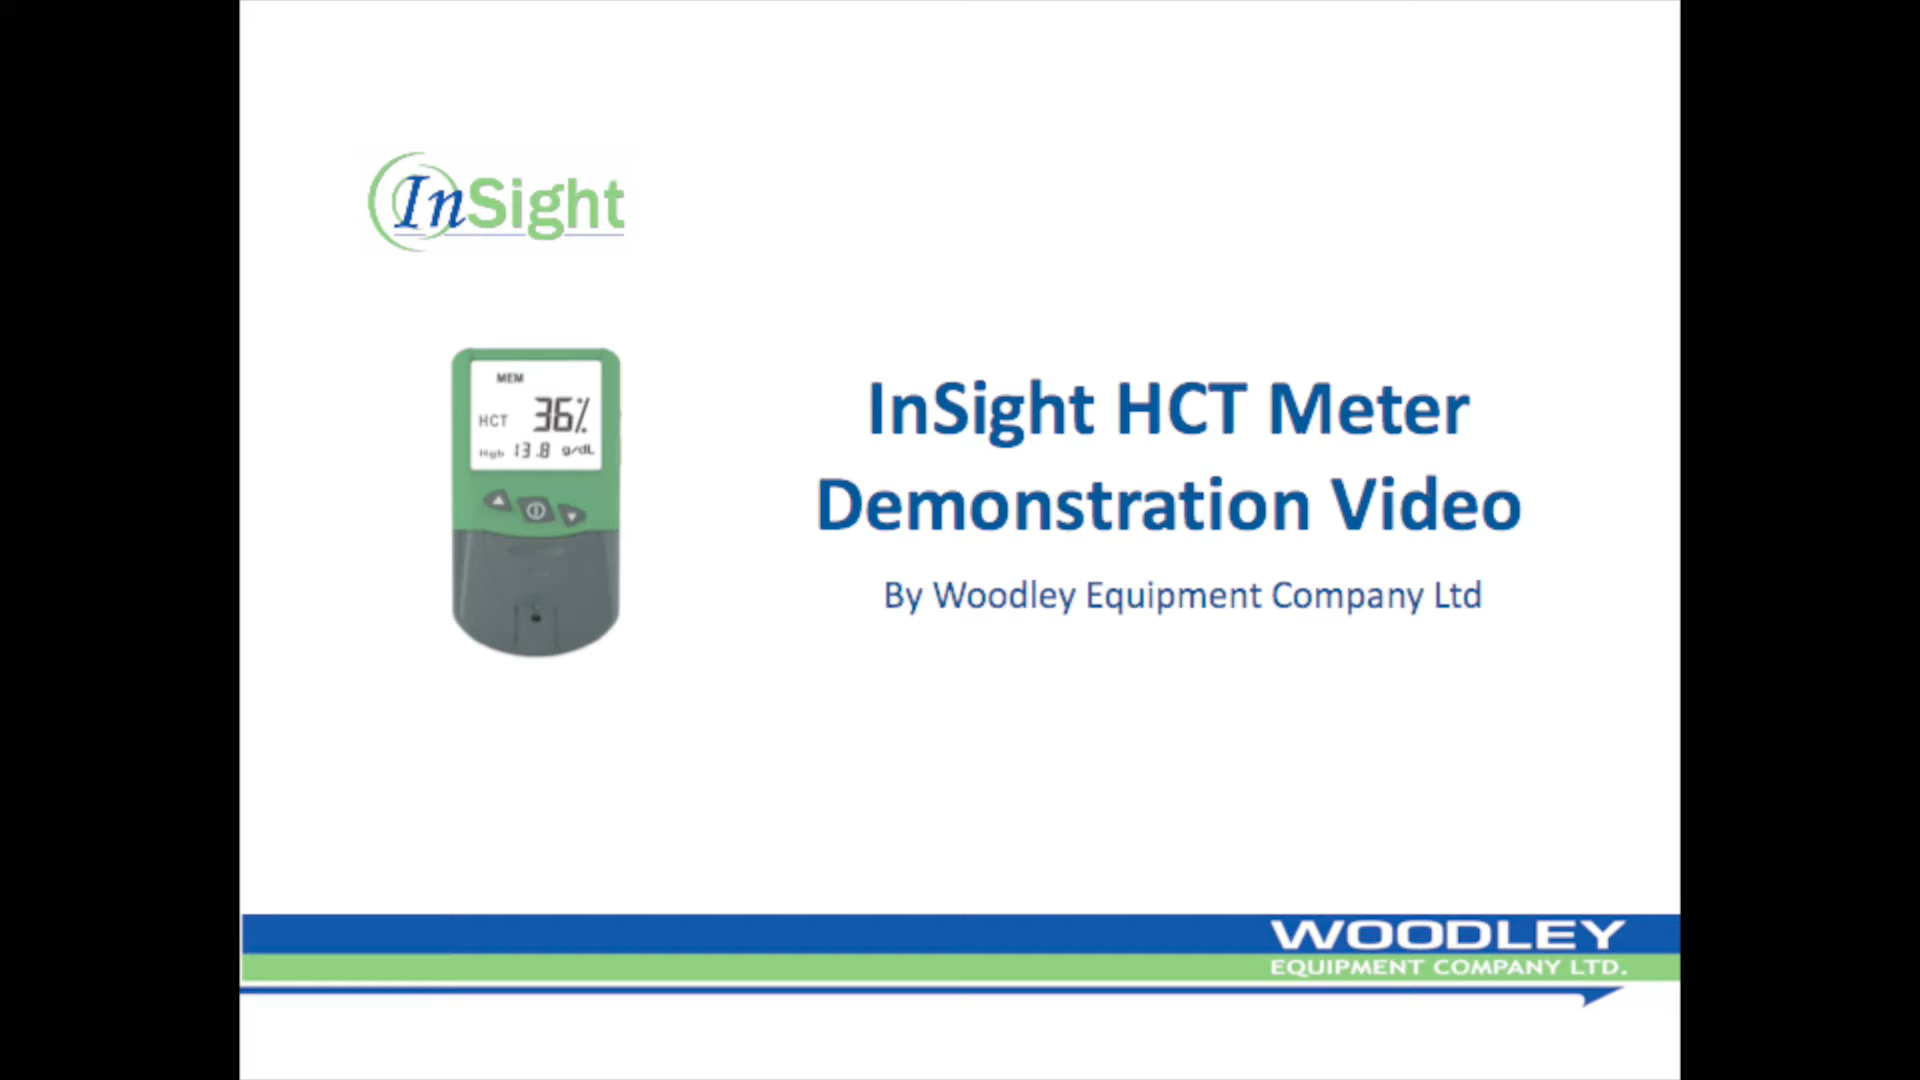 InSight
MEM
HCT 36%
Hgb 13.8 g/dL
InSight HCT Meter
Demonstration Video
By Woodley Equipment Company Ltd
WOODLEY
EQUIPMENT COMPANY LTD.